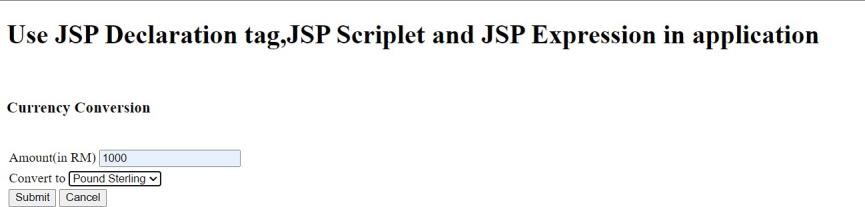 Use JSP Declaration tag,JSP Scriplet and JSP Expression in application
Currency Conversion
Amount(in RM) 1000
Convert to Pound Sterling
Submit Cancel